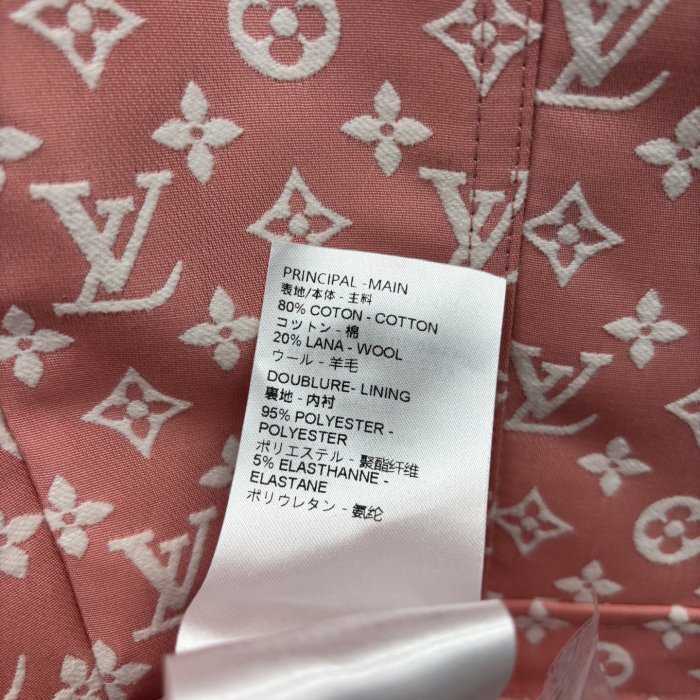 PRINCIPAL -MAIN
表地/本体 - 主料
80% COTON - COTTON
コットン - 棉
20% LANA - WOOL
ウール - 羊毛
DOUBLURE- LINING
裏地 - 内衬
95% POLYESTER -
POLYESTER
ポリエステル - 聚酯纤维
5% ELASTHANNE -
ELASTANE
ポリウレタン - 氨纶